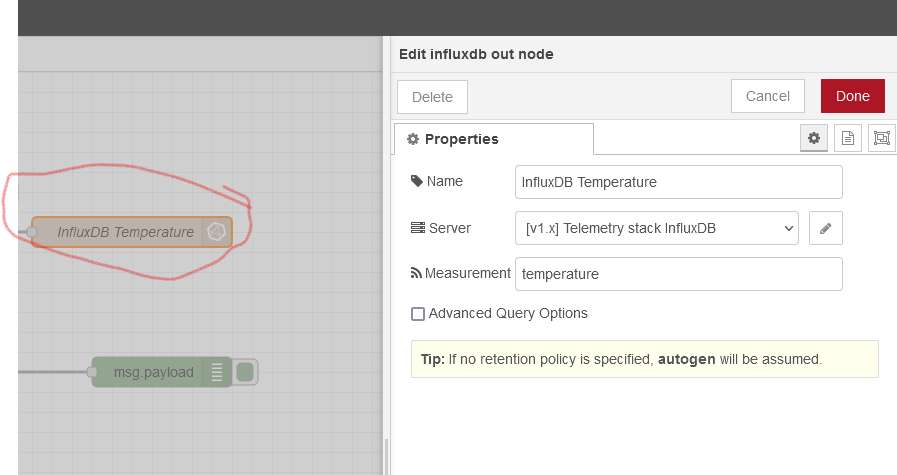 Edit influxdb out node
Delete
Cancel
Done
Properties
Name
InfluxDB Temperature
InfluxDB Temperature
Server
[v1.x] Telemetry stack InfluxDB
Measurement
temperature
Advanced Query Options
Tip: If no retention policy is specified, autogen will be assumed.
msg.payload